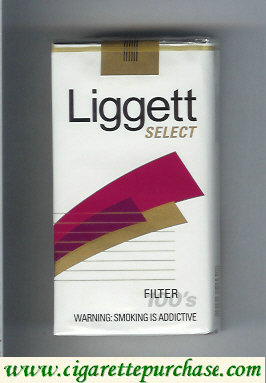 Liggett
SELECT
FILTER
100's
WARNING: SMOKING IS ADDICTIVE
www.cigarettepurchase.com